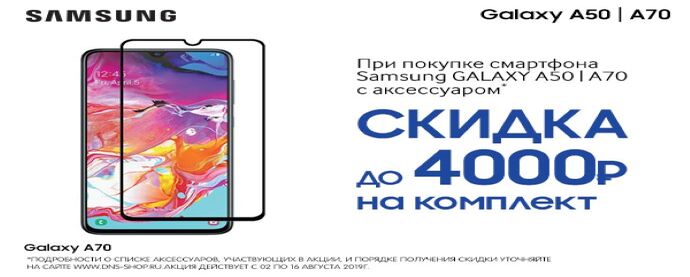 SAMSUNG
Galaxy A50 | A70
При покупке смартфона
Samsung GALAXY A50 | A70
с аксессуаром*
СКИДКА
до 4000₽
на комплект
Galaxy A70
*ПОДРОБНОСТИ О СПИСКЕ АКСЕССУАРОВ, УЧАСТВУЮЩИХ В АКЦИИ, И ПОРЯДКЕ ПОЛУЧЕНИЯ СКИДКИ УТОЧНЯЙТЕ
НА САЙТЕ WWW.DNS-SHOP.RU. АКЦИЯ ДЕЙСТВУЕТ С 02 ПО 16 АВГУСТА 2019Г.